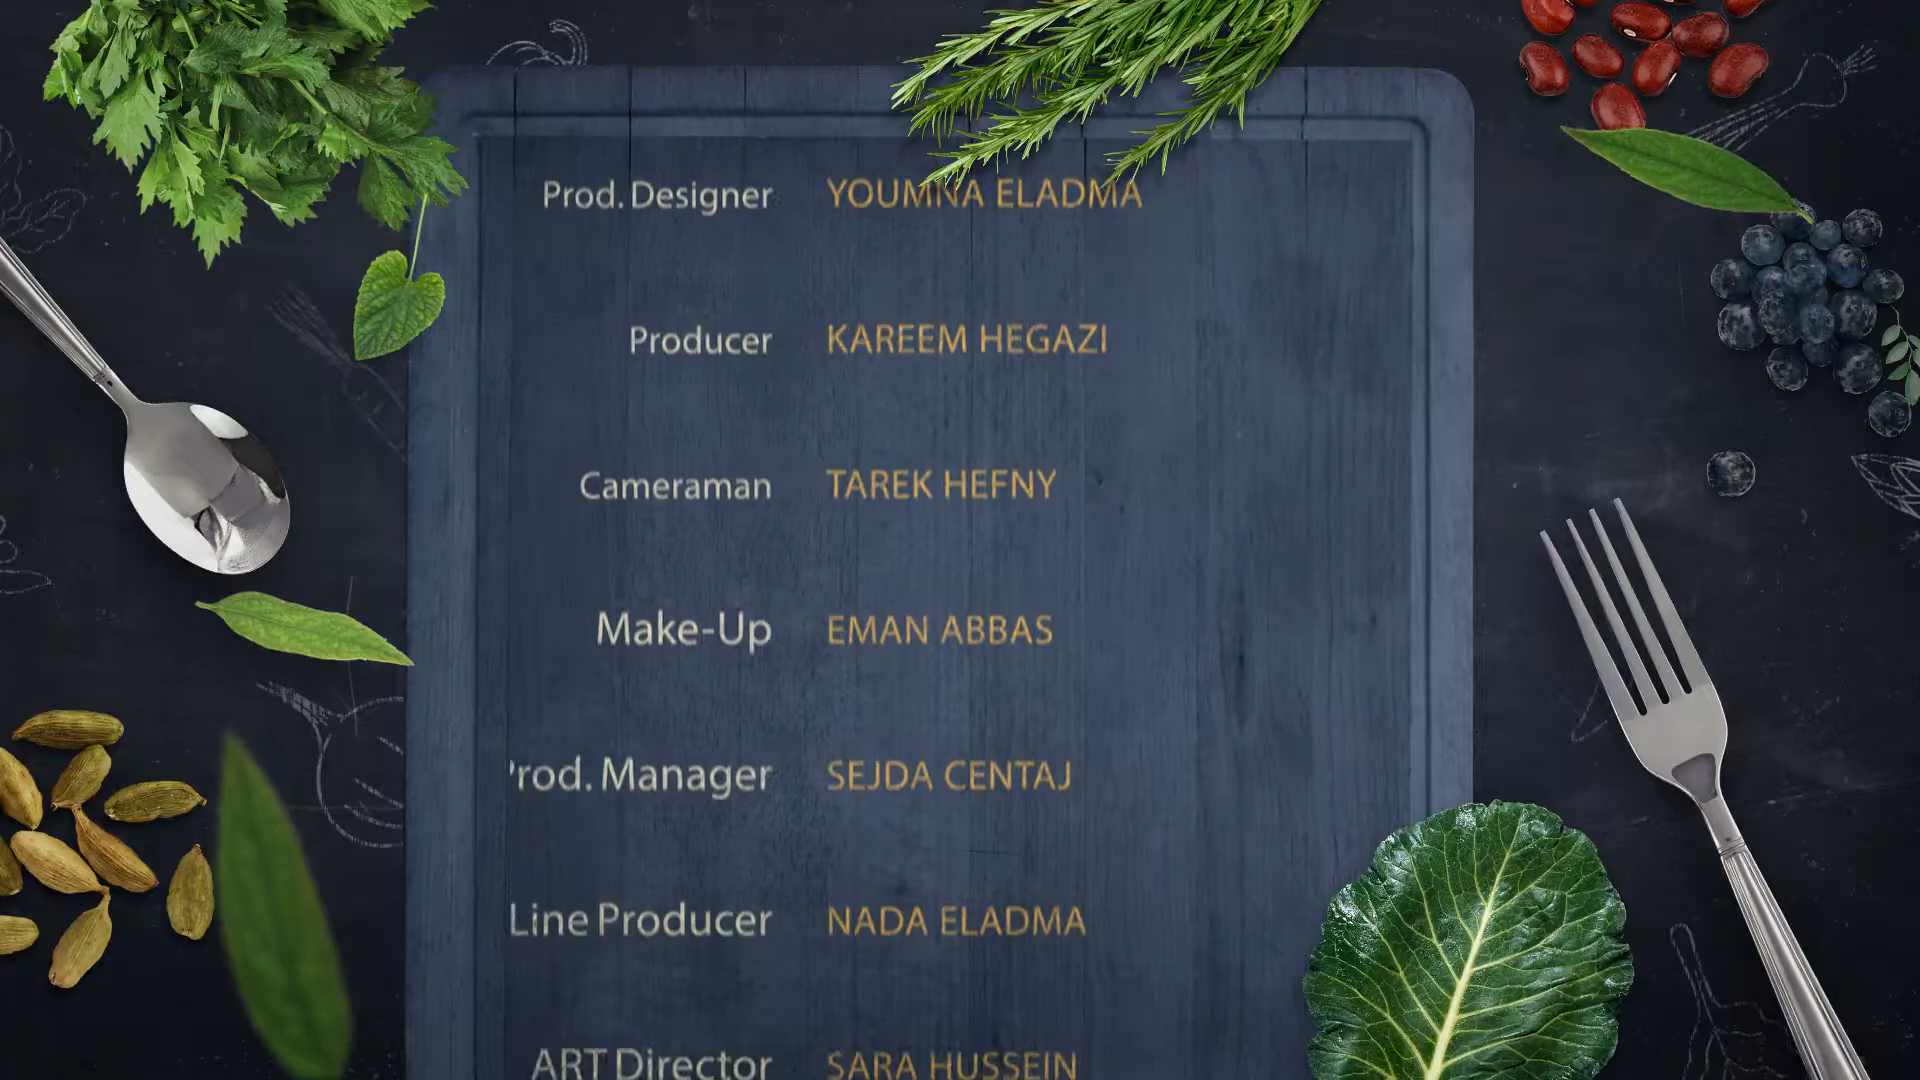 Prod. Designer YOUMNA ELADMA
Producer KAREEM HEGAZI
Cameraman TAREK HEFNY
Make-Up EMAN ABBAS
Prod. Manager SEJDA CENTAJ
Line Producer NADA ELADMA
ART Director SARA HUSSEIN